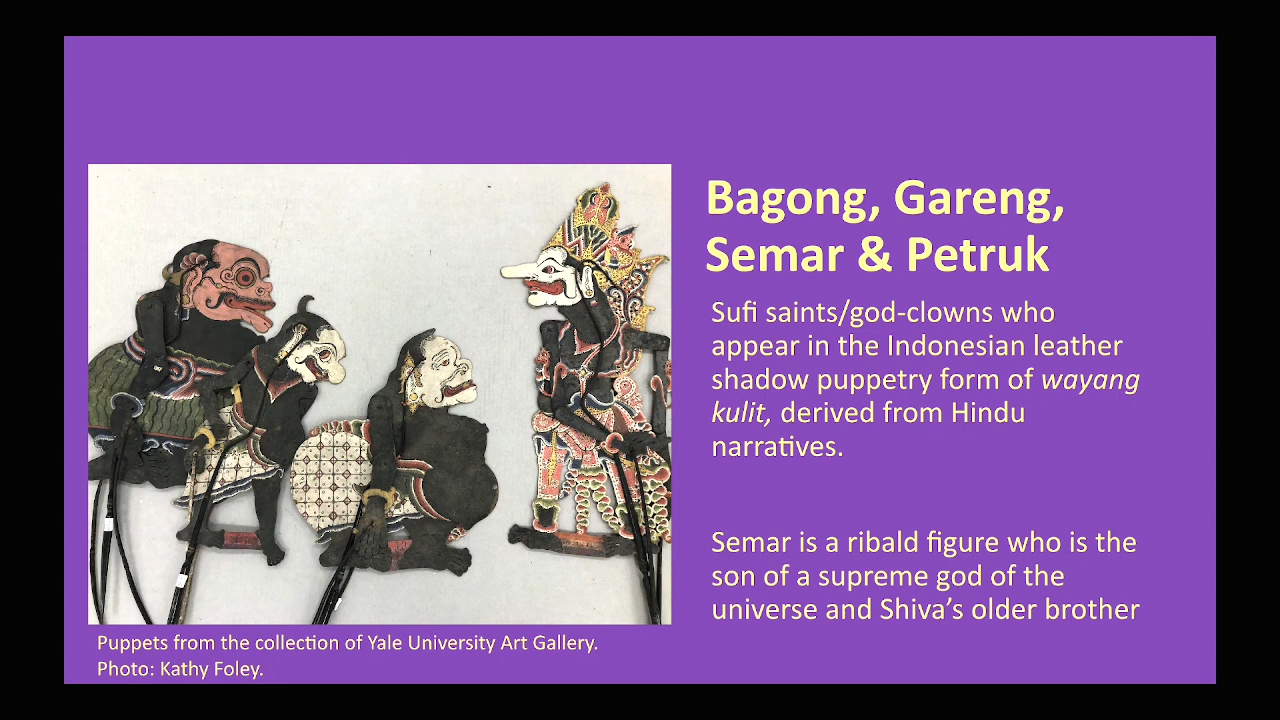 Bagong, Gareng,
Semar & Petruk
Sufi saints/god-clowns who
appear in the Indonesian leather
shadow puppetry form of wayang
kulit, derived from Hindu
narratives.
Semar is a ribald figure who is the
son of a supreme god of the
universe and Shiva’s older brother
Puppets from the collection of Yale University Art Gallery.
Photo: Kathy Foley.